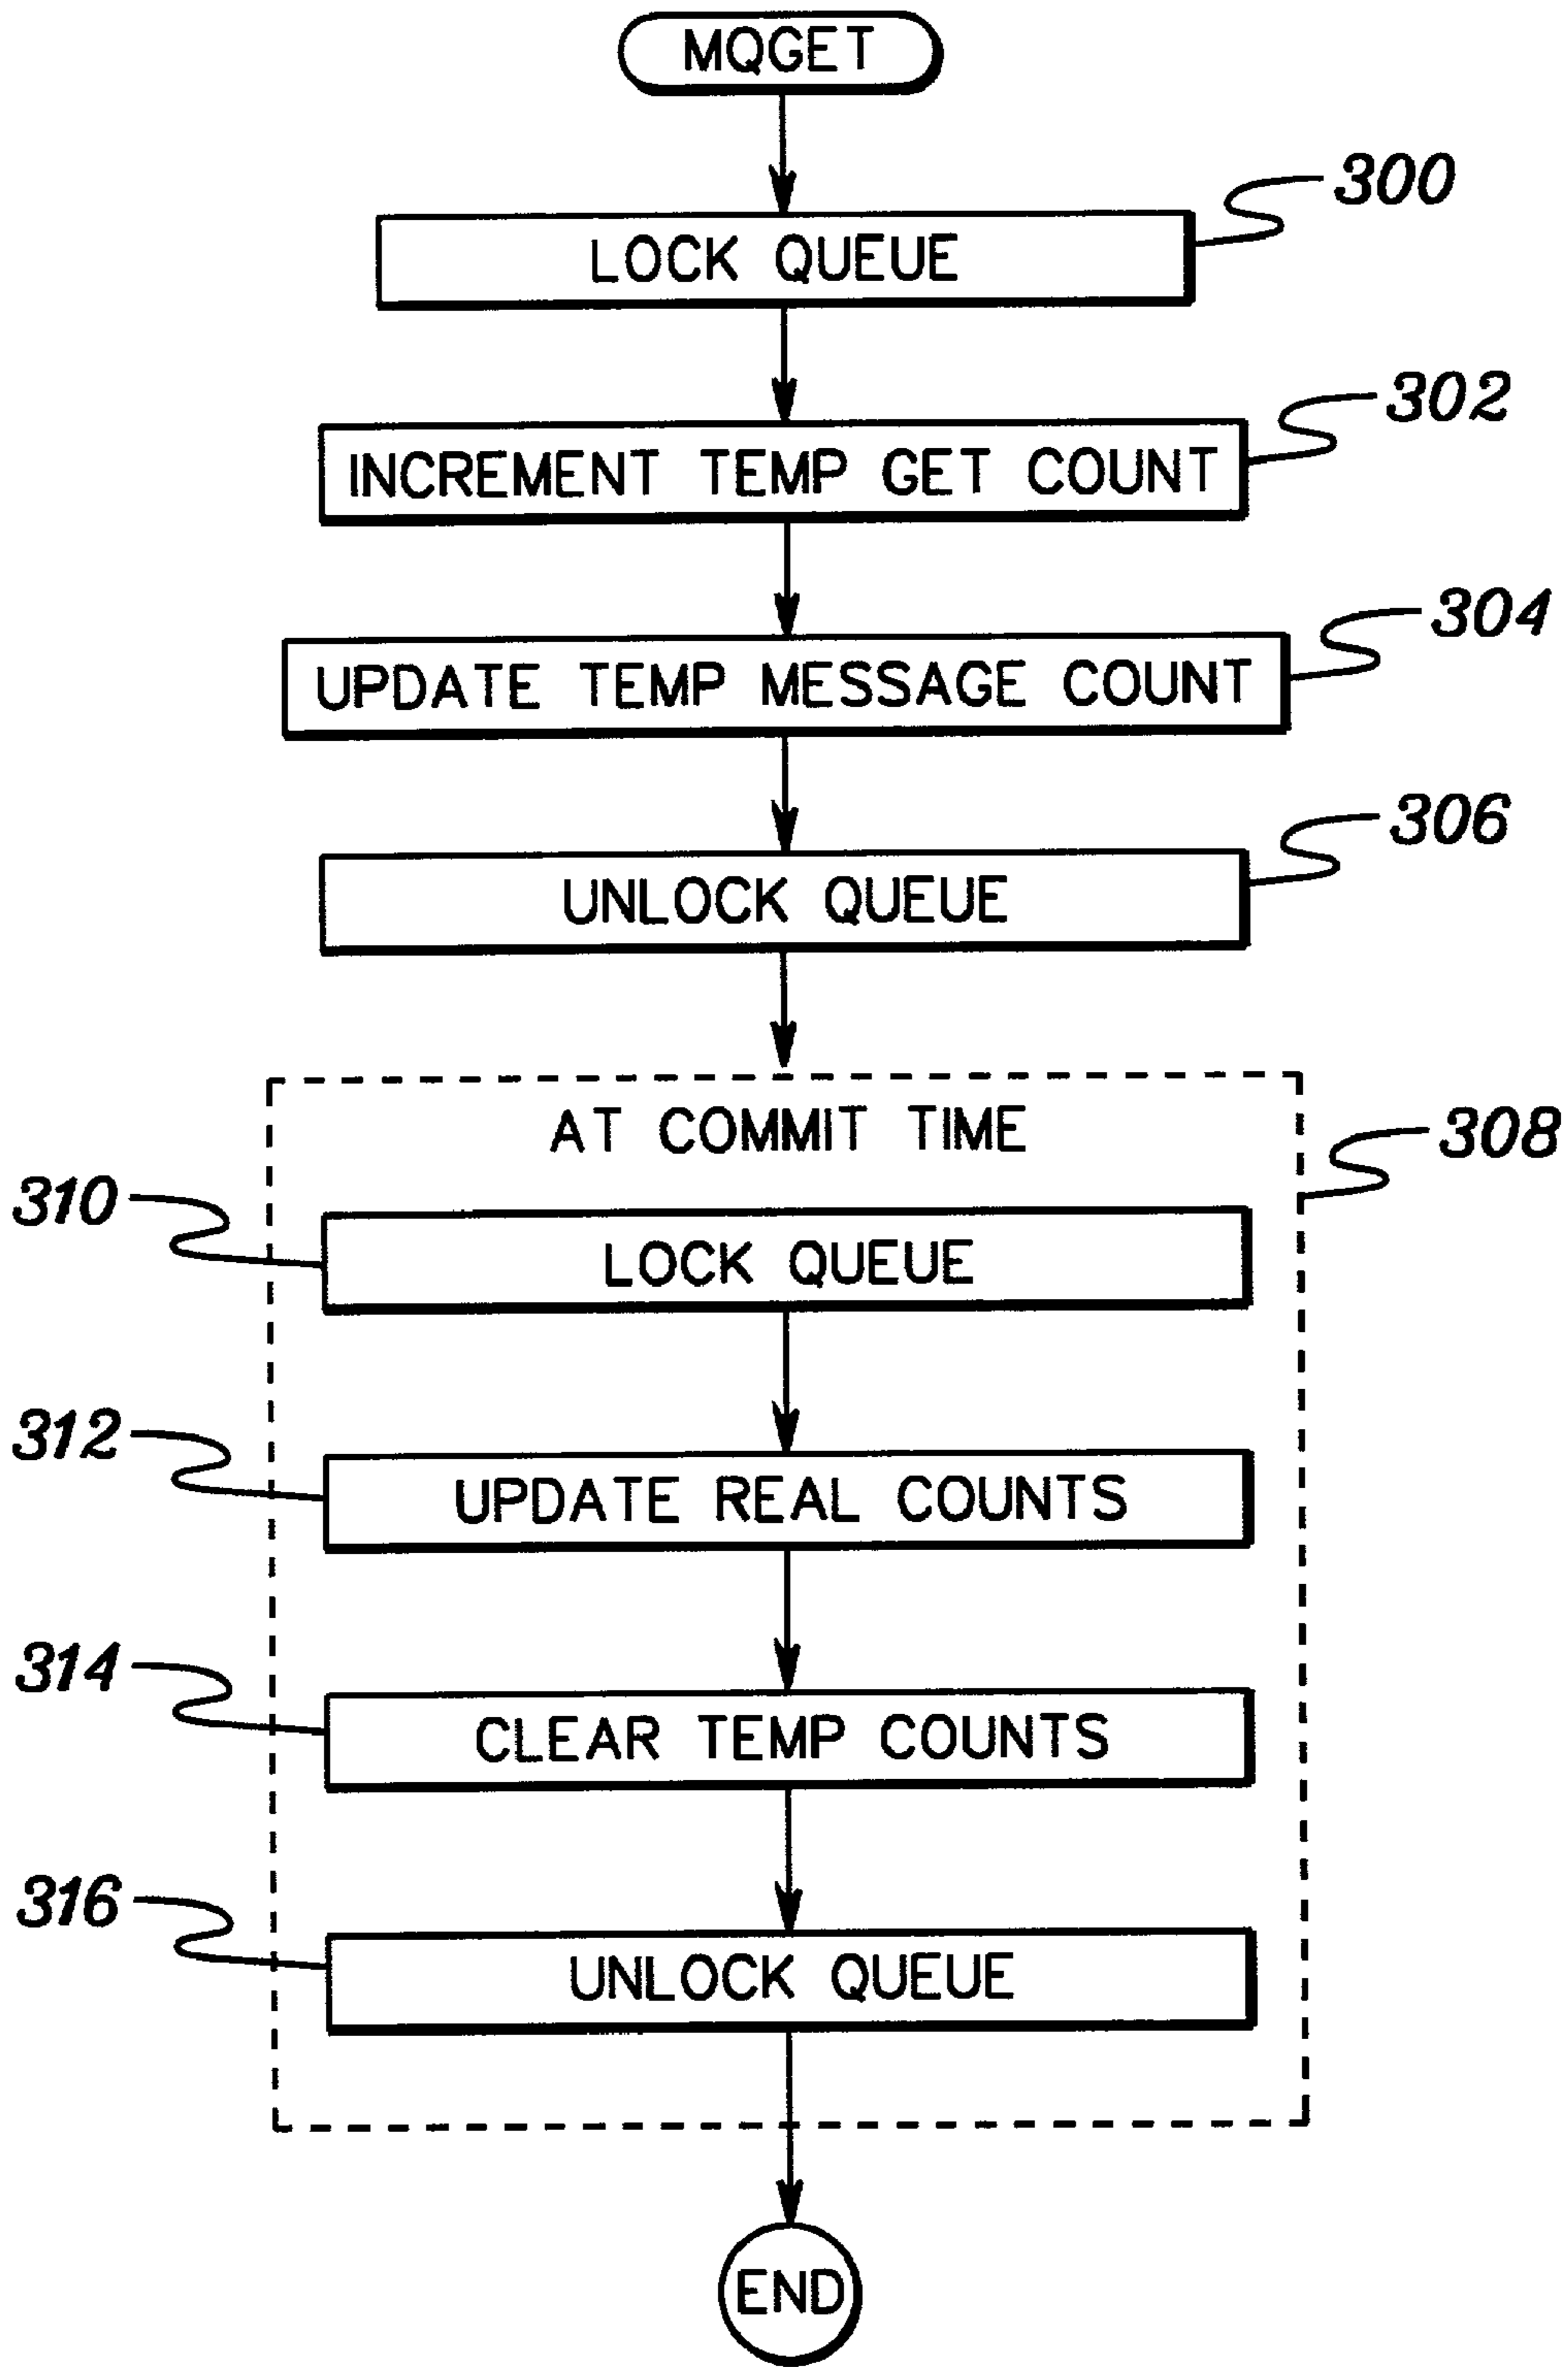 MQGET
300
LOCK QUEUE
302
INCREMENT TEMP GET COUNT
304
UPDATE TEMP MESSAGE COUNT
306
UNLOCK QUEUE
AT COMMIT TIME
308
310
LOCK QUEUE
312
UPDATE REAL COUNTS
314
CLEAR TEMP COUNTS
316
UNLOCK QUEUE
END